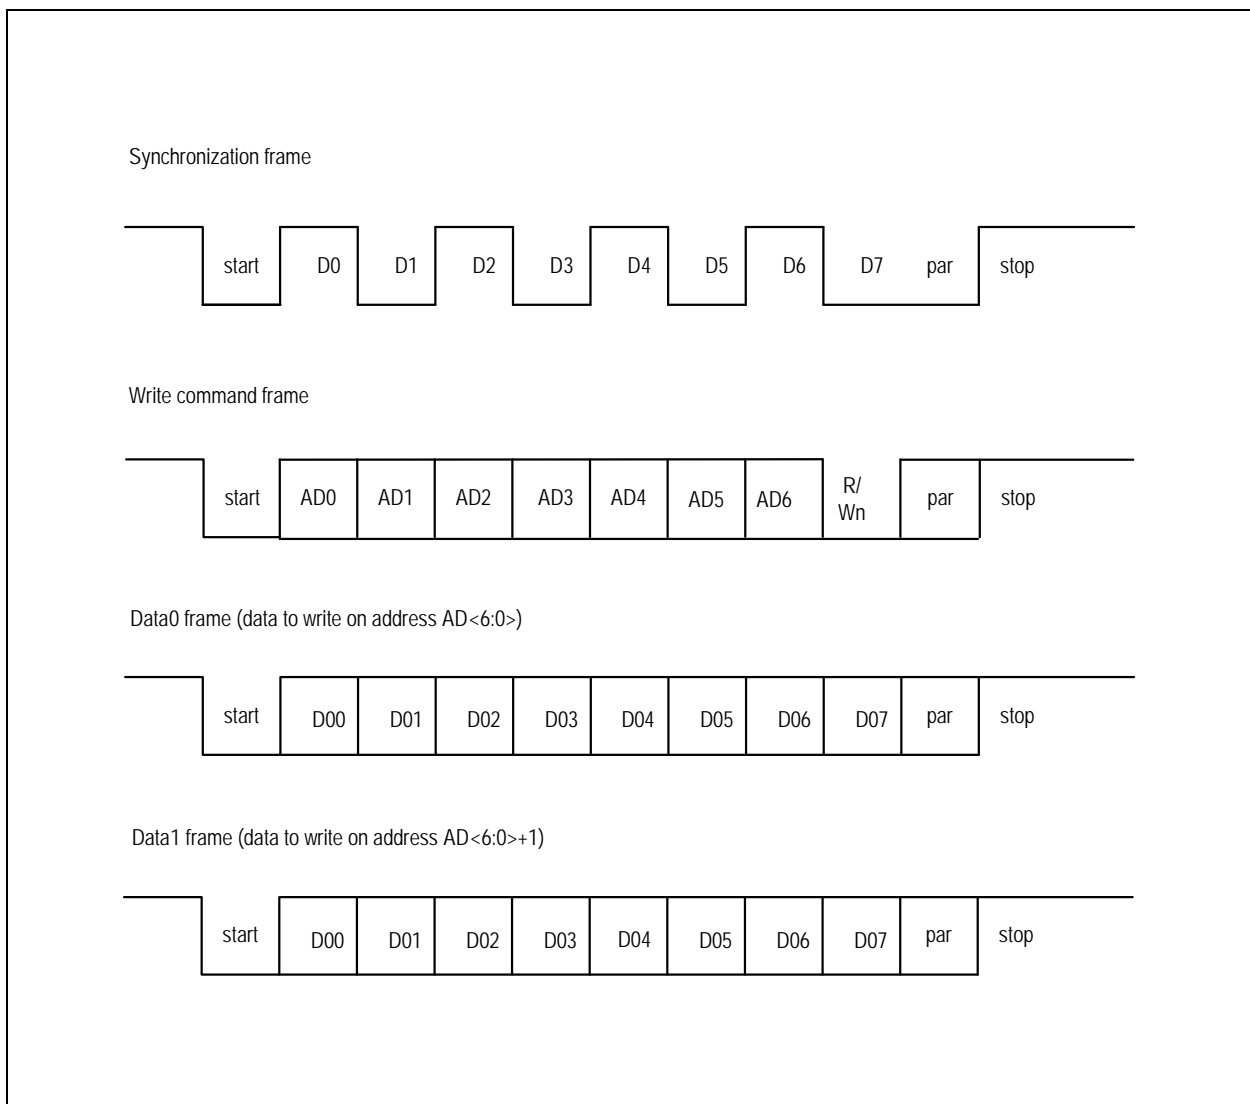 Synchronization frame
start D0 D1 D2 D3 D4 D5 D6 D7 par stop
Write command frame
start AD0 AD1 AD2 AD3 AD4 AD5 AD6 R/ Wn par stop
Data0 frame (data to write on address AD<6:0>)
start D00 D01 D02 D03 D04 D05 D06 D07 par stop
Data1 frame (data to write on address AD<6:0>+1)
start D00 D01 D02 D03 D04 D05 D06 D07 par stop